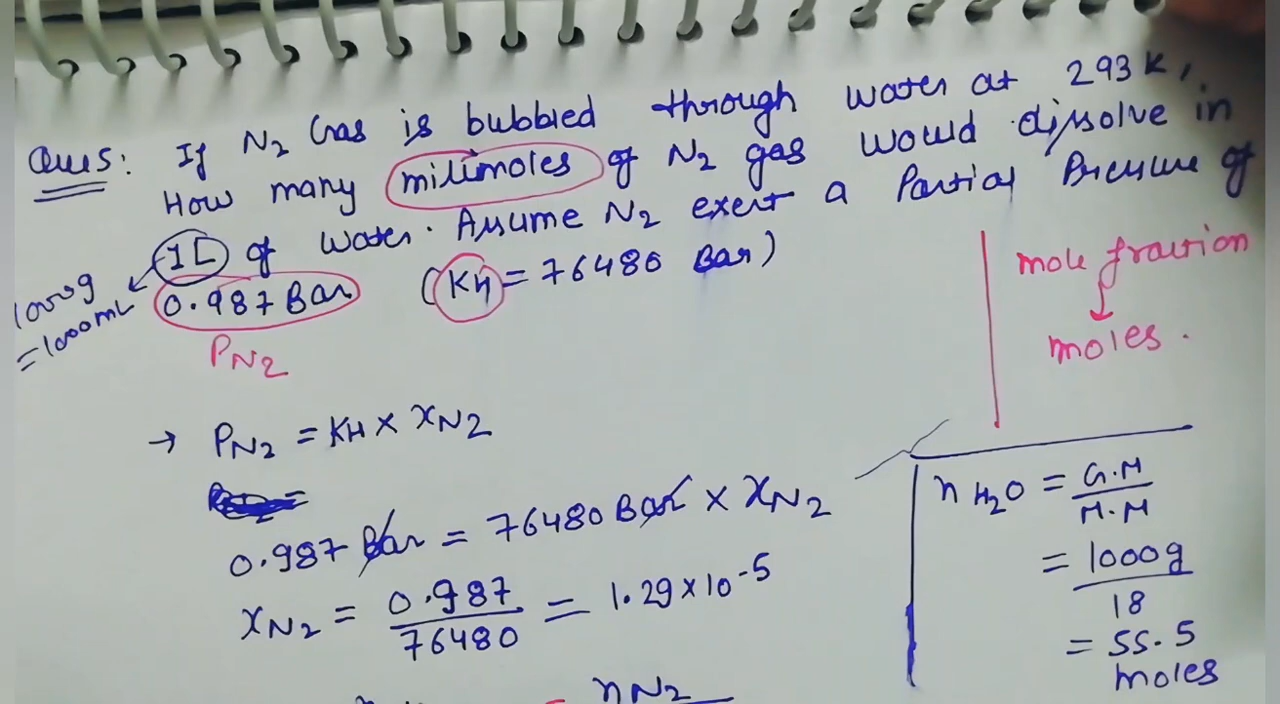 Ques: If N2 Gas is bubbled through water at 293 K,
How many milimoles of N2 gas would dissolve in
1L of water. Assume N2 exert a Partial Pressure of
0.987 Bar (KH = 76480 Bar)
1000g
= 1000mL
PN2
mole fraction
↓
moles.
→ PN2 = KH × xN2
0.987 Bar = 76480 Bar × xN2
xN2 = 0.987/76480 = 1.29 × 10-5
nH2O = G.M/M.M
= 1000g/18
= 55.5
moles
= nN2